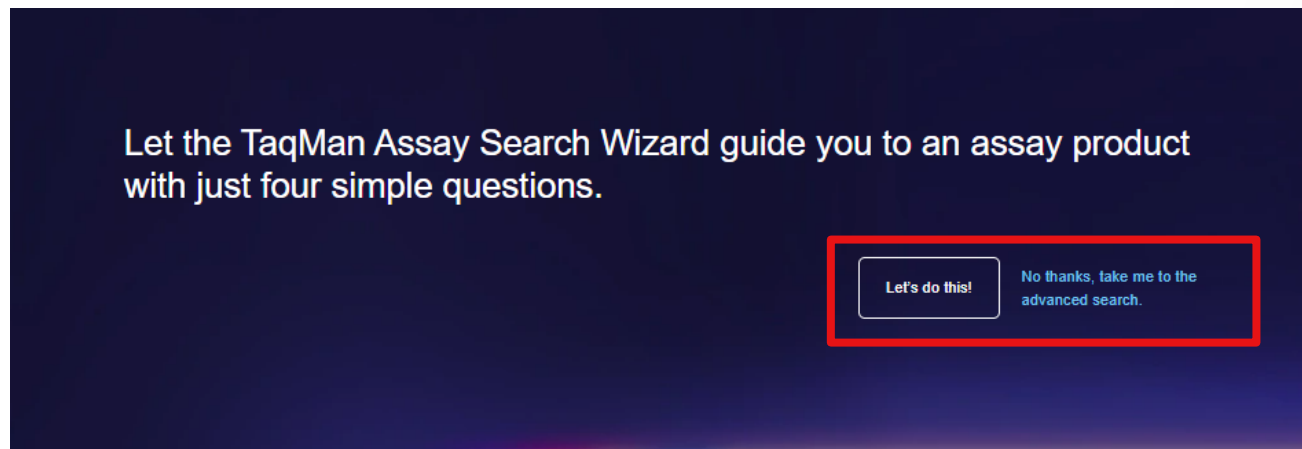 Let the TaqMan Assay Search Wizard guide you to an assay product
with just four simple questions.
Let's do this!
No thanks, take me to the
advanced search.